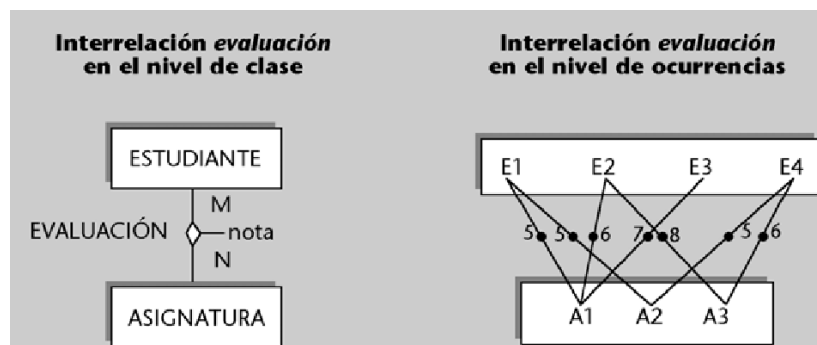 Interrelación evaluación
en el nivel de clase
ESTUDIANTE
M
EVALUACIÓN
nota
N
ASIGNATURA
Interrelación evaluación
en el nivel de ocurrencias
E1 E2 E3 E4
5 5 6 7 8 5 6
A1 A2 A3